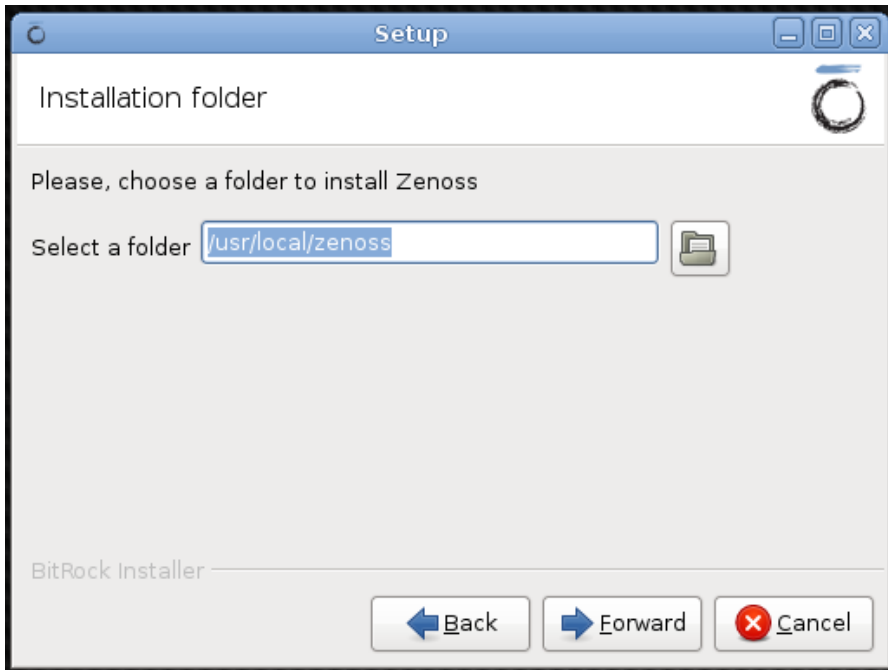 Setup
Installation folder
Please, choose a folder to install Zenoss
Select a folder /usr/local/zenoss
BitRock Installer
Back Forward Cancel